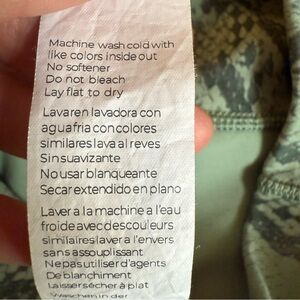 Machine wash cold with
like colors inside out
No softener
Do not bleach
Lay flat to dry
Lavar en lavadora con
agua fria con colores
similares lava al reves
Sin suavizante
No usar blanqueante
Secar extendido en plano
Laver a la machine a l'eau
froide avec des couleurs
similaires laver a l'envers
sans assouplissant
Ne pas utiliser d'agents
De blanchiment
Laisser sécher à plat
Waschen in der